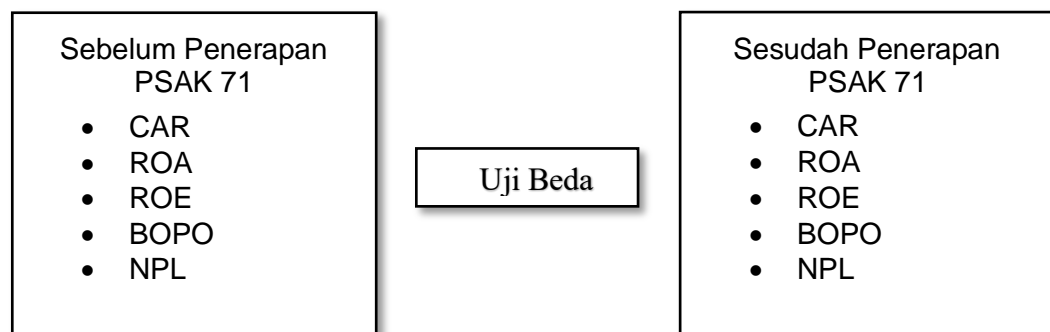 Sebelum Penerapan
PSAK 71
• CAR
• ROA
• ROE
• BOPO
• NPL
Uji Beda
Sesudah Penerapan
PSAK 71
• CAR
• ROA
• ROE
• BOPO
• NPL